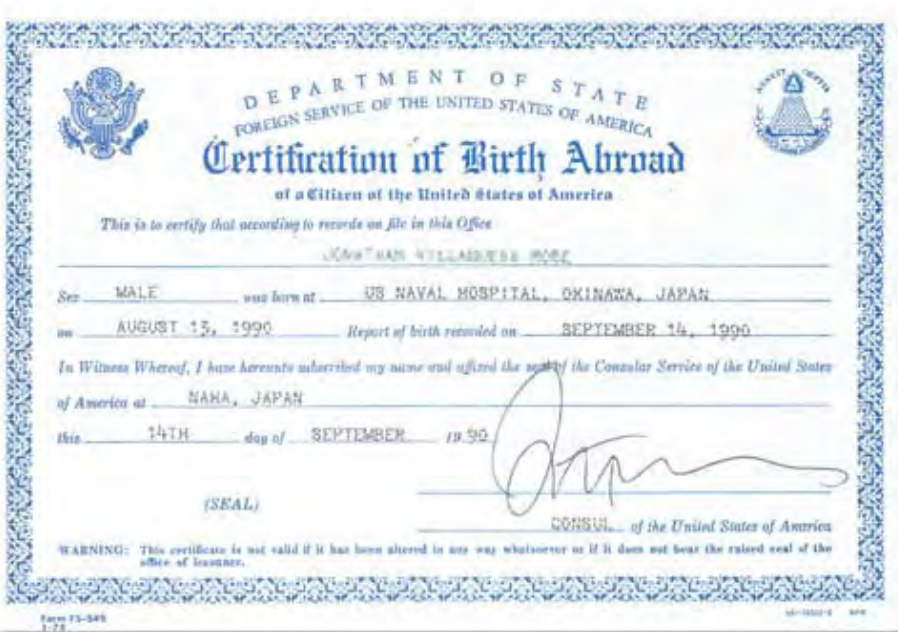 DEPARTMENT OF STATE
FOREIGN SERVICE OF THE UNITED STATES OF AMERICA
Certification of Birth Abroad
of a Citizen of the United States of America
This is to certify that according to records on file in this Office
JONATHAN
Sex MALE was born at US NAVAL HOSPITAL, OKINAWA, JAPAN
on AUGUST 13, 1990 Report of birth recorded on SEPTEMBER 14, 1990
In Witness Whereof, I have hereunto subscribed my name and affixed the seal of the Consular Service of the United States
of America at NAHA, JAPAN
this 14TH day of SEPTEMBER 19 90
(SEAL)
CONSUL of the United States of America
WARNING: This certificate is not valid if it has been altered in any way whatsoever or if it does not bear the raised seal of the
office of issuance.
Form FS-545